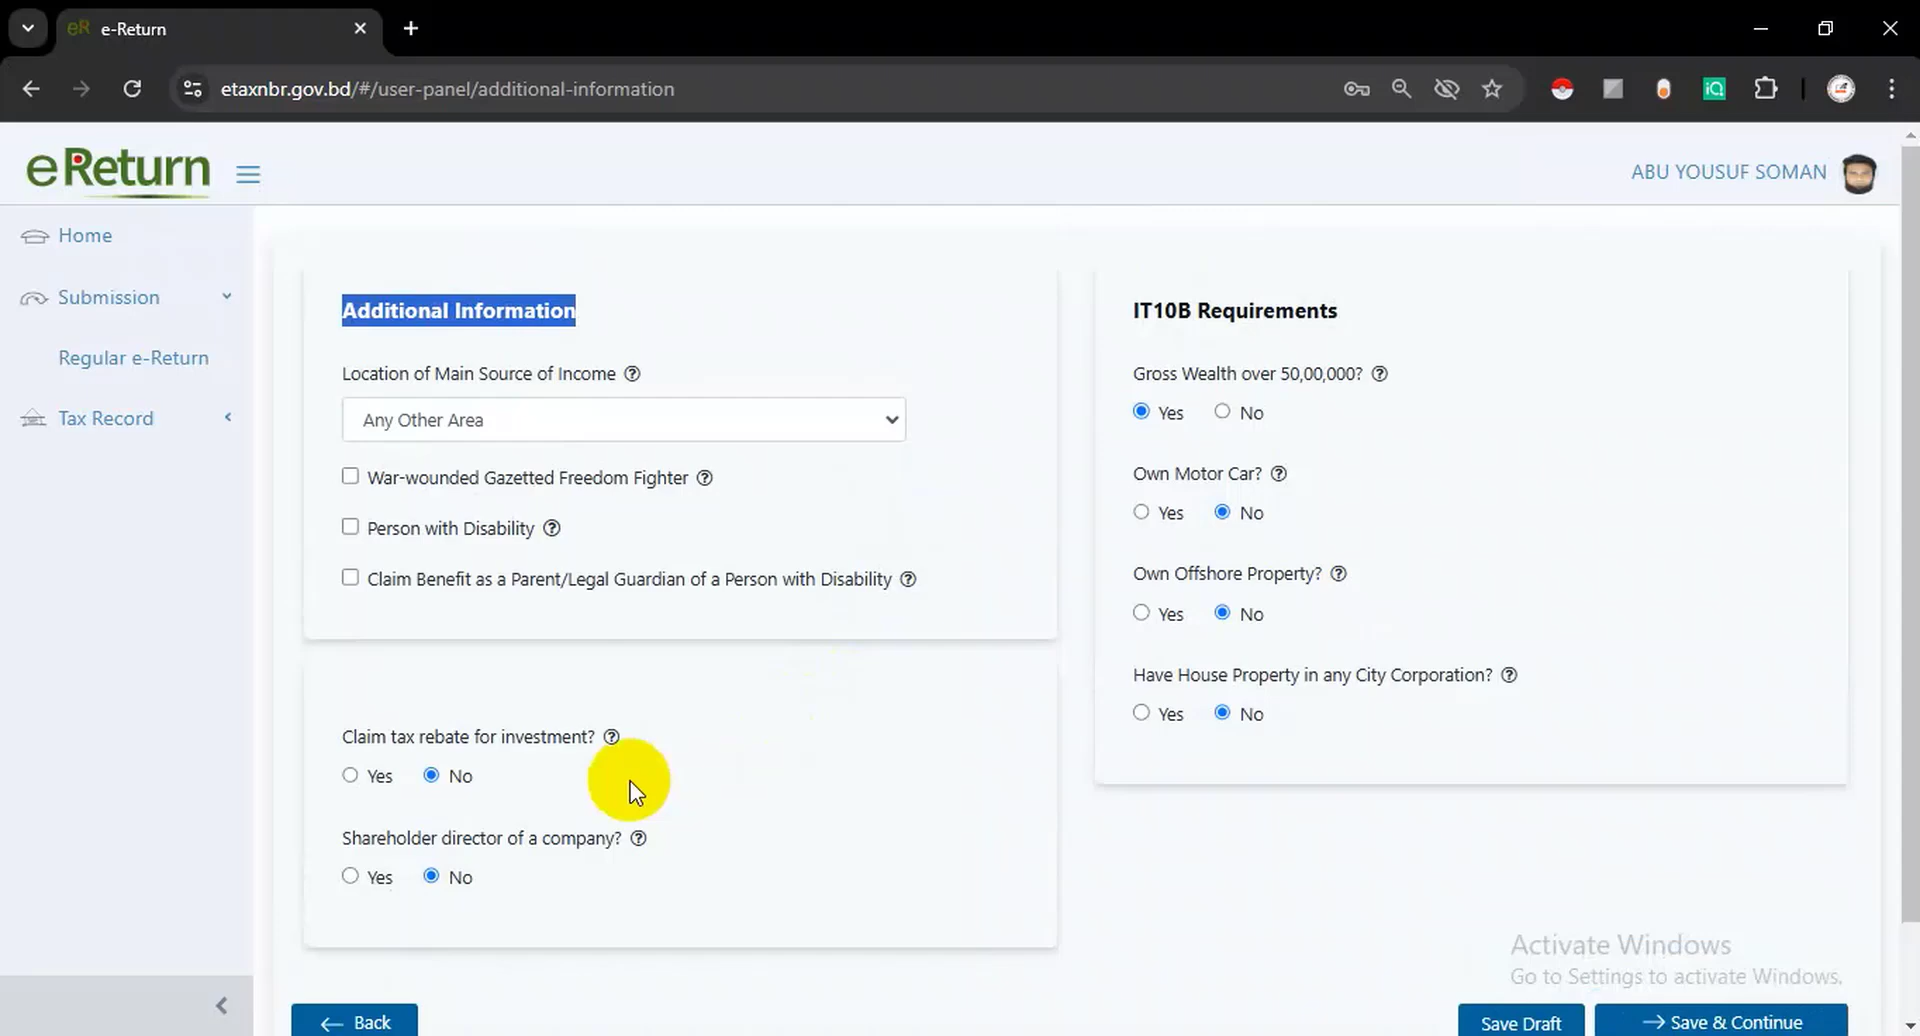 eR e-Return
etaxnbr.gov.bd/#/user-panel/additional-information
iQ
eReturn
ABU YOUSUF SOMAN
Home
Submission
Regular e-Return
Tax Record
Additional Information
Location of Main Source of Income ?
Any Other Area
War-wounded Gazetted Freedom Fighter ?
Person with Disability ?
Claim Benefit as a Parent/Legal Guardian of a Person with Disability ?
Claim tax rebate for investment? ?
Yes No
Shareholder director of a company? ?
Yes No
IT10B Requirements
Gross Wealth over 50,00,000? ?
Yes No
Own Motor Car? ?
Yes No
Own Offshore Property? ?
Yes No
Have House Property in any City Corporation? ?
Yes No
Activate Windows
Go to Settings to activate Windows.
← Back
Save Draft
→ Save & Continue